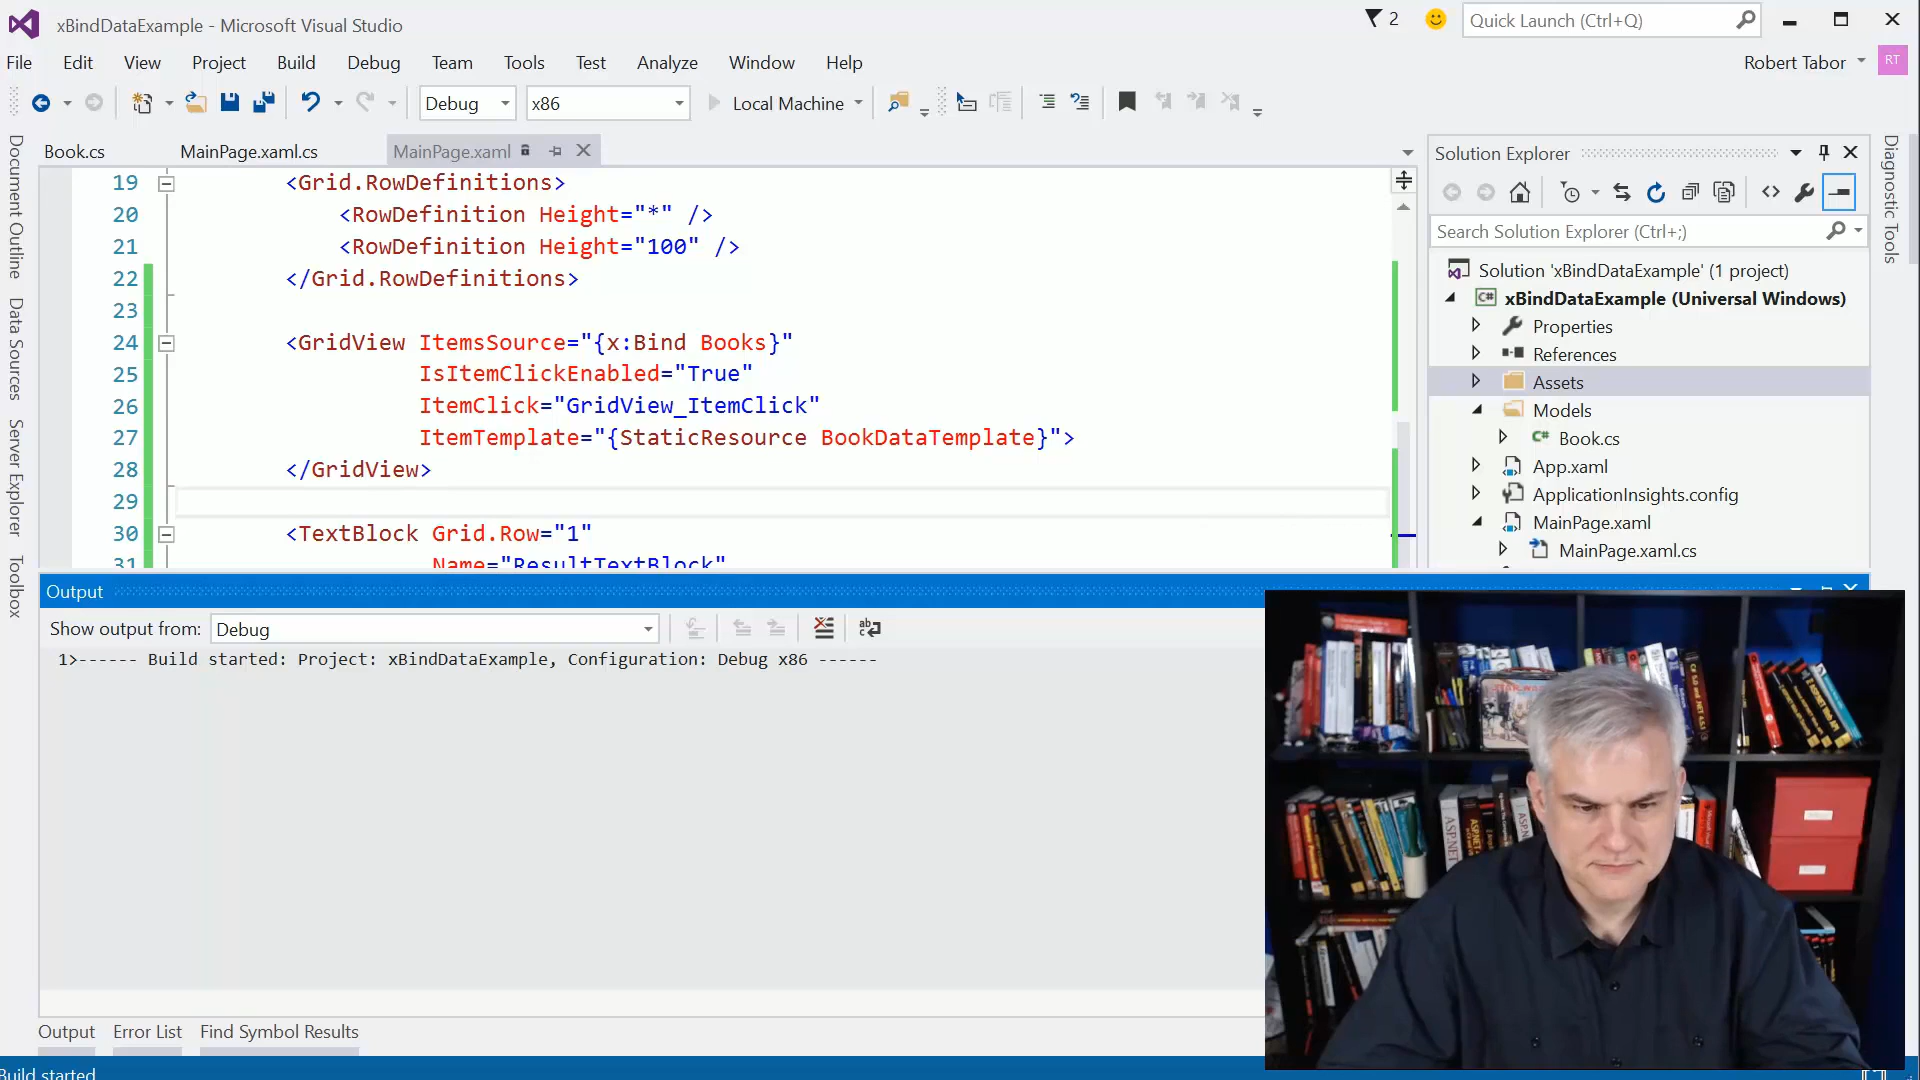 xBindDataExample - Microsoft Visual Studio
2
Quick Launch (Ctrl+Q)
File Edit View Project Build Debug Team Tools Test Analyze Window Help
Robert Tabor
RT
Debug
x86
Local Machine
Document Outline
Data Sources
Server Explorer
Toolbox
Book.cs
MainPage.xaml.cs
MainPage.xaml
19 <Grid.RowDefinitions>
20 <RowDefinition Height="*" />
21 <RowDefinition Height="100" />
22 </Grid.RowDefinitions>
23
24 <GridView ItemsSource="{x:Bind Books}"
25 IsItemClickEnabled="True"
26 ItemClick="GridView_ItemClick"
27 ItemTemplate="{StaticResource BookDataTemplate}">
28 </GridView>
29
30 <TextBlock Grid.Row="1"
31 Name="ResultTextBlock"
Solution Explorer
Search Solution Explorer (Ctrl+;)
Solution 'xBindDataExample' (1 project)
C# xBindDataExample (Universal Windows)
Properties
References
Assets
Models
C# Book.cs
App.xaml
ApplicationInsights.config
MainPage.xaml
MainPage.xaml.cs
Diagnostic Tools
Output
Show output from: Debug
1>------ Build started: Project: xBindDataExample, Configuration: Debug x86 ------
Output Error List Find Symbol Results
Build started